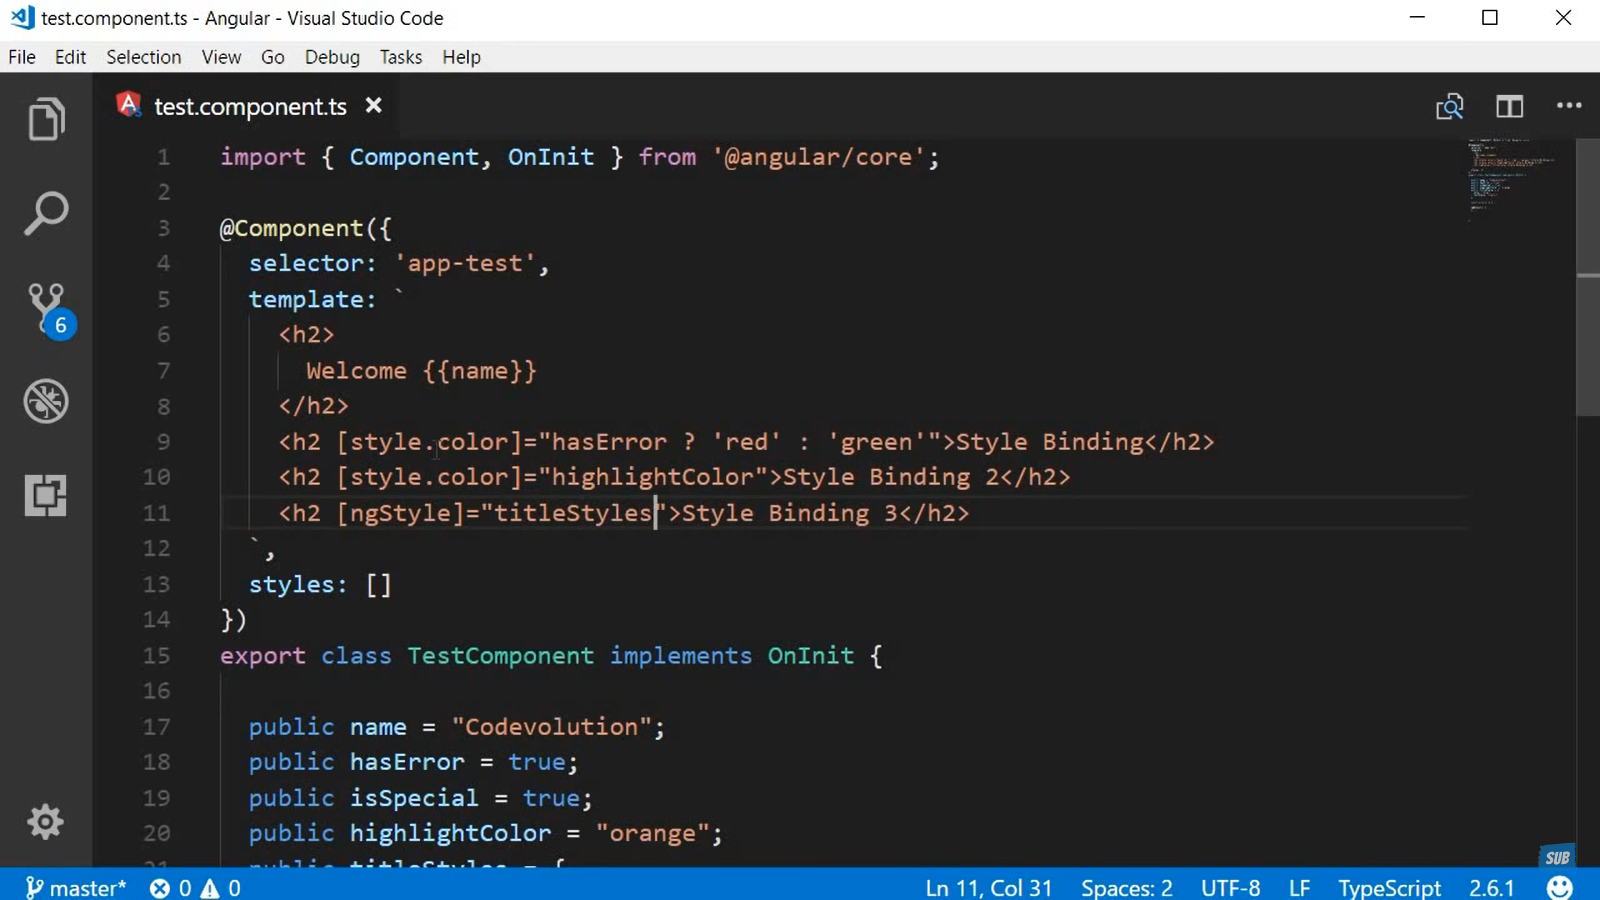 test.component.ts - Angular - Visual Studio Code
File Edit Selection View Go Debug Tasks Help
test.component.ts
1 import { Component, OnInit } from '@angular/core';
2
3 @Component({
4 selector: 'app-test',
5 template: `
6 <h2>
7 Welcome {{name}}
8 </h2>
9 <h2 [style.color]="hasError ? 'red' : 'green'">Style Binding</h2>
10 <h2 [style.color]="highlightColor">Style Binding 2</h2>
11 <h2 [ngStyle]="titleStyles">Style Binding 3</h2>
12 `,
13 styles: []
14 })
15 export class TestComponent implements OnInit {
16
17 public name = "Codevolution";
18 public hasError = true;
19 public isSpecial = true;
20 public highlightColor = "orange";
21 public titleStyles = {
6
SUB
master* 0 0 Ln 11, Col 31 Spaces: 2 UTF-8 LF TypeScript 2.6.1